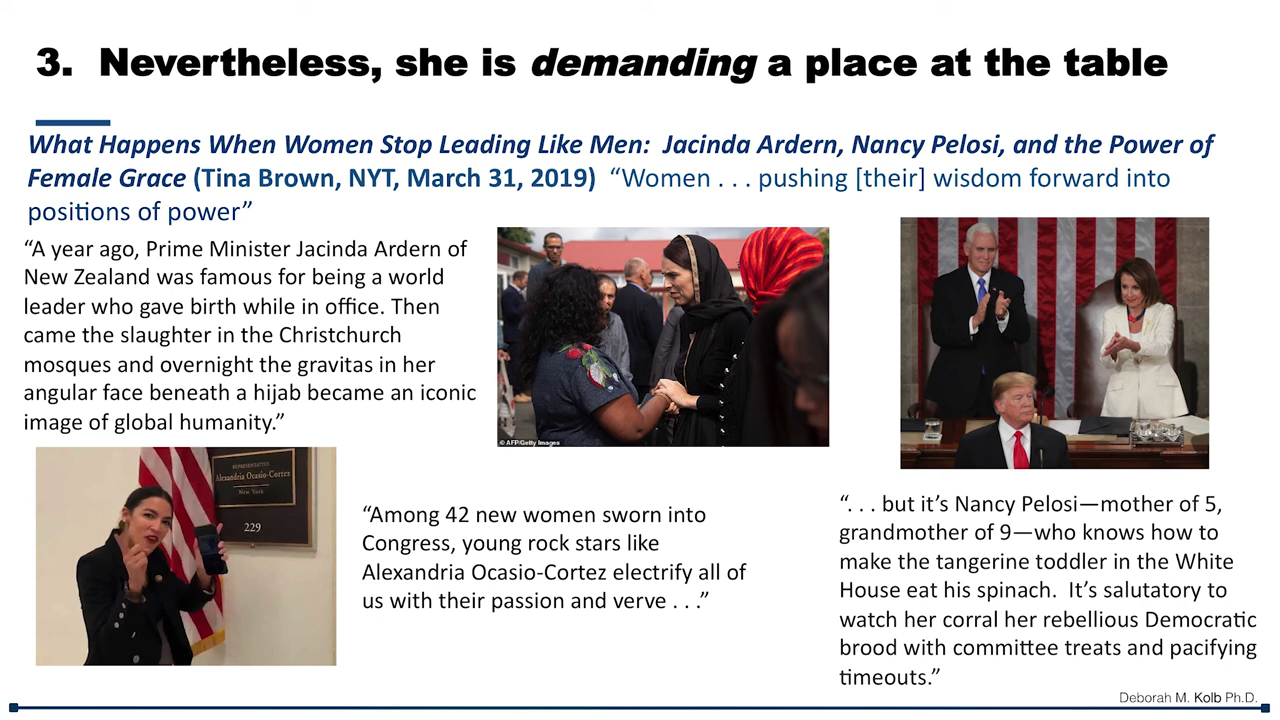 3. Nevertheless, she is demanding a place at the table
What Happens When Women Stop Leading Like Men: Jacinda Ardern, Nancy Pelosi, and the Power of
Female Grace (Tina Brown, NYT, March 31, 2019) “Women . . . pushing [their] wisdom forward into
positions of power”
“A year ago, Prime Minister Jacinda Ardern of
New Zealand was famous for being a world
leader who gave birth while in office. Then
came the slaughter in the Christchurch
mosques and overnight the gravitas in her
angular face beneath a hijab became an iconic
image of global humanity.”
© AFP/Getty Images
REPRESENTATIVE
Alexandria Ocasio-Cortez
New York
229
“Among 42 new women sworn into
Congress, young rock stars like
Alexandria Ocasio-Cortez electrify all of
us with their passion and verve . . .”
“. . . but it’s Nancy Pelosi—mother of 5,
grandmother of 9—who knows how to
make the tangerine toddler in the White
House eat his spinach. It’s salutatory to
watch her corral her rebellious Democratic
brood with committee treats and pacifying
timeouts.”
Deborah M. Kolb Ph.D.